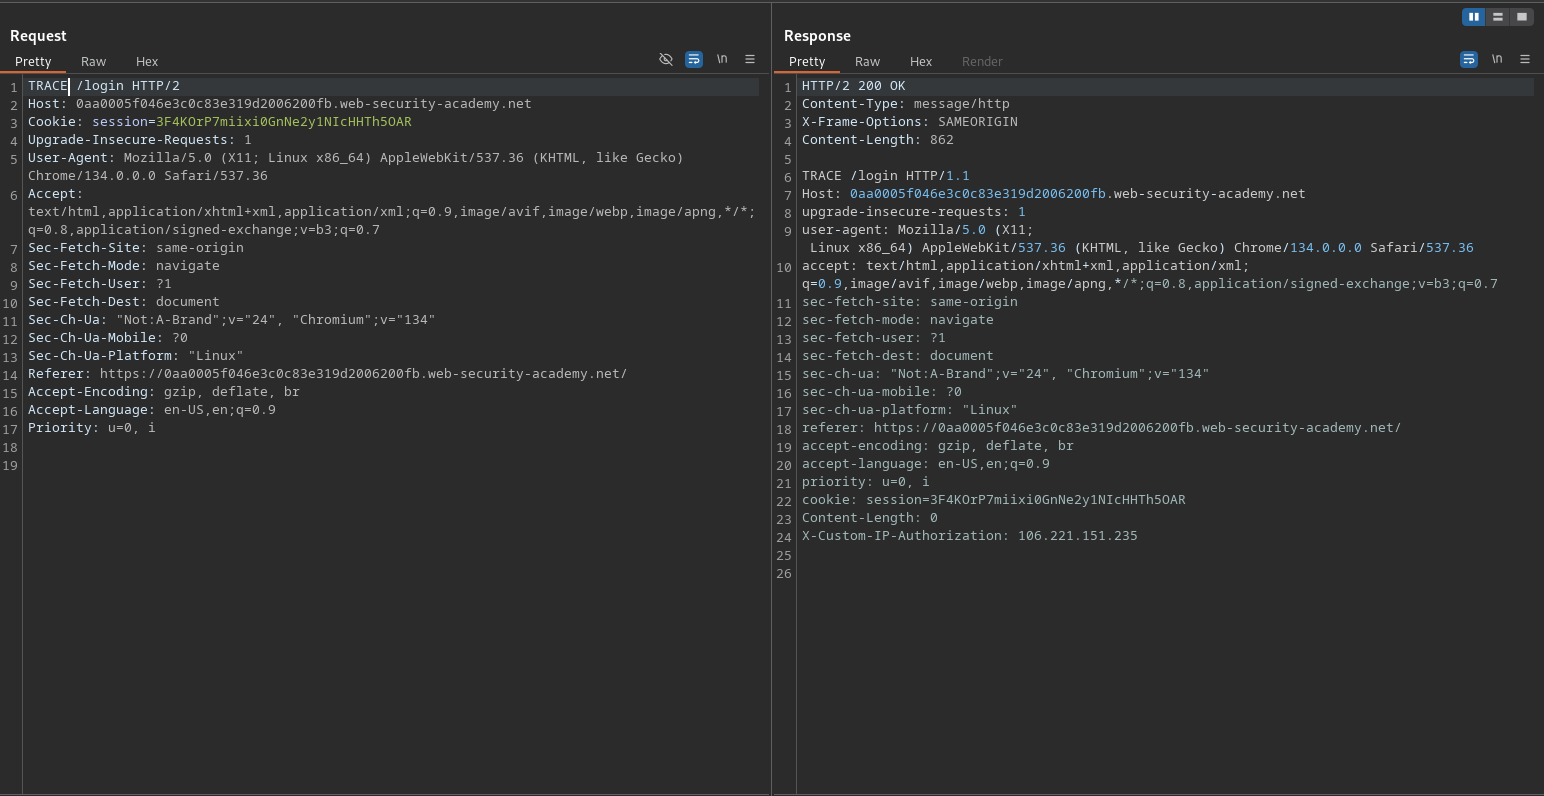 Request
Pretty Raw Hex
\n
1 TRACE /login HTTP/2
2 Host: 0aa0005f046e3c0c83e319d2006200fb.web-security-academy.net
3 Cookie: session=3F4KOrP7miixi0GnNe2y1NIcHHTh5OAR
4 Upgrade-Insecure-Requests: 1
5 User-Agent: Mozilla/5.0 (X11; Linux x86_64) AppleWebKit/537.36 (KHTML, like Gecko)
Chrome/134.0.0.0 Safari/537.36
6 Accept:
text/html,application/xhtml+xml,application/xml;q=0.9,image/avif,image/webp,image/apng,*/*;
q=0.8,application/signed-exchange;v=b3;q=0.7
7 Sec-Fetch-Site: same-origin
8 Sec-Fetch-Mode: navigate
9 Sec-Fetch-User: ?1
10 Sec-Fetch-Dest: document
11 Sec-Ch-Ua: "Not:A-Brand";v="24", "Chromium";v="134"
12 Sec-Ch-Ua-Mobile: ?0
13 Sec-Ch-Ua-Platform: "Linux"
14 Referer: https://0aa0005f046e3c0c83e319d2006200fb.web-security-academy.net/
15 Accept-Encoding: gzip, deflate, br
16 Accept-Language: en-US,en;q=0.9
17 Priority: u=0, i
18
19
Response
Pretty Raw Hex Render
\n
1 HTTP/2 200 OK
2 Content-Type: message/http
3 X-Frame-Options: SAMEORIGIN
4 Content-Length: 862
5
6 TRACE /login HTTP/1.1
7 Host: 0aa0005f046e3c0c83e319d2006200fb.web-security-academy.net
8 upgrade-insecure-requests: 1
9 user-agent: Mozilla/5.0 (X11;
Linux x86_64) AppleWebKit/537.36 (KHTML, like Gecko) Chrome/134.0.0.0 Safari/537.36
10 accept: text/html,application/xhtml+xml,application/xml;
q=0.9,image/avif,image/webp,image/apng,*/*;q=0.8,application/signed-exchange;v=b3;q=0.7
11 sec-fetch-site: same-origin
12 sec-fetch-mode: navigate
13 sec-fetch-user: ?1
14 sec-fetch-dest: document
15 sec-ch-ua: "Not:A-Brand";v="24", "Chromium";v="134"
16 sec-ch-ua-mobile: ?0
17 sec-ch-ua-platform: "Linux"
18 referer: https://0aa0005f046e3c0c83e319d2006200fb.web-security-academy.net/
19 accept-encoding: gzip, deflate, br
20 accept-language: en-US,en;q=0.9
21 priority: u=0, i
22 cookie: session=3F4KOrP7miixi0GnNe2y1NIcHHTh5OAR
23 Content-Length: 0
24 X-Custom-IP-Authorization: 106.221.151.235
25
26